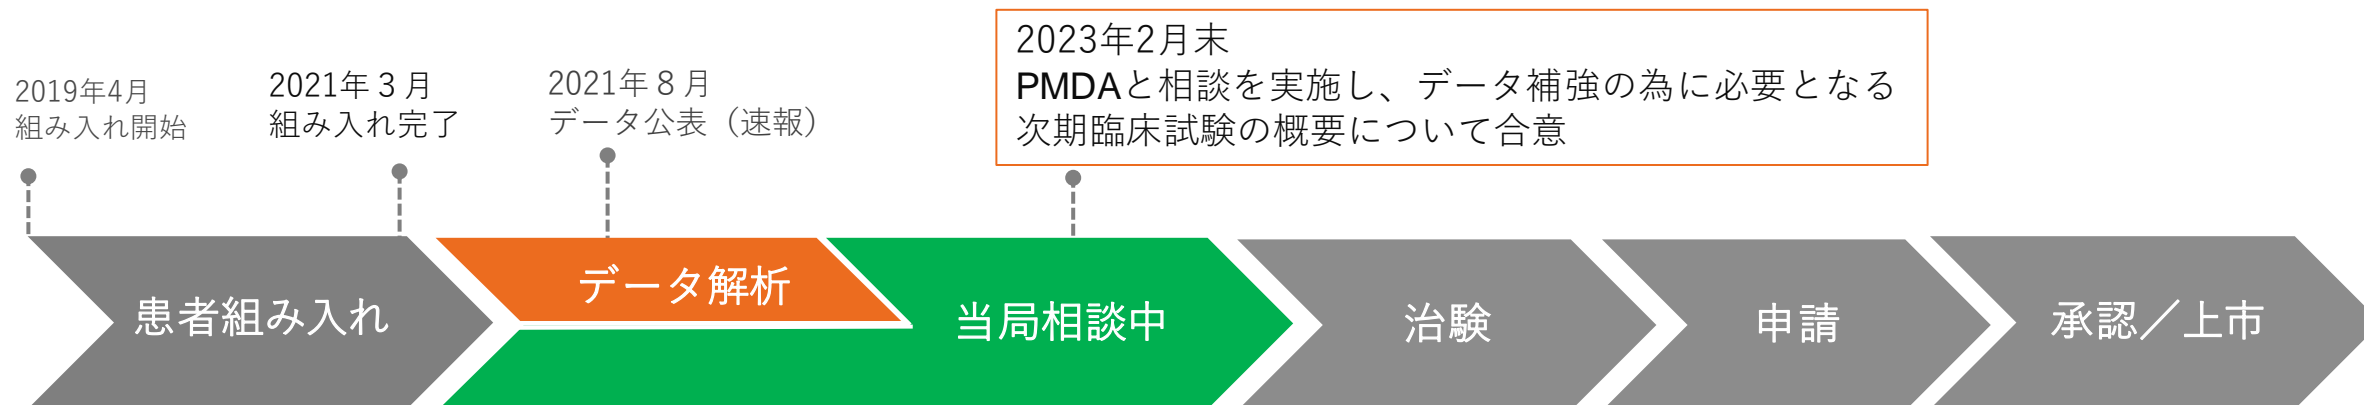 2019年4月
組み入れ開始
2021年３月
組み入れ完了
2021年８月
データ公表（速報）
2023年2月末
PMDAと相談を実施し、データ補強の為に必要となる
次期臨床試験の概要について合意
患者組み入れ
データ解析
当局相談中
治験
申請
承認／上市